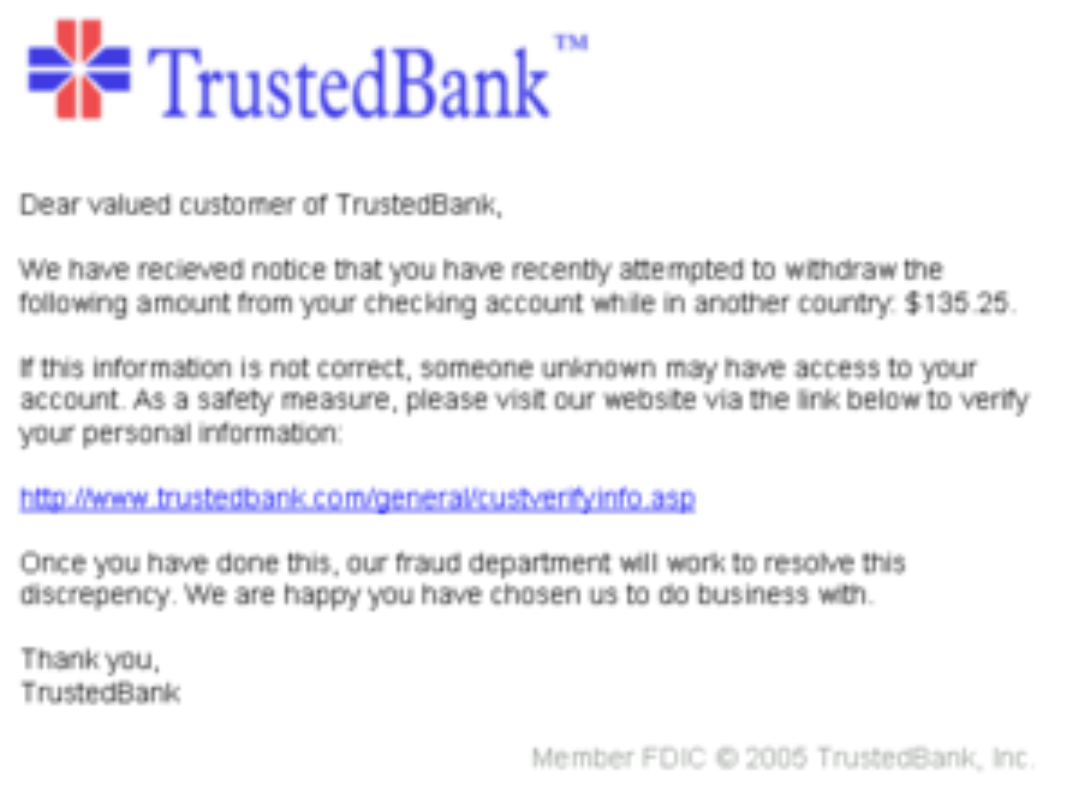 TrustedBank™
Dear valued customer of TrustedBank,
We have recieved notice that you have recently attempted to withdraw the
following amount from your checking account while in another country: $135.25.
If this information is not correct, someone unknown may have access to your
account. As a safety measure, please visit our website via the link below to verify
your personal information:
http://www.trustedbank.com/general/custverifyinfo.asp
Once you have done this, our fraud department will work to resolve this
discrepency. We are happy you have chosen us to do business with.
Thank you,
TrustedBank
Member FDIC © 2005 TrustedBank, Inc.